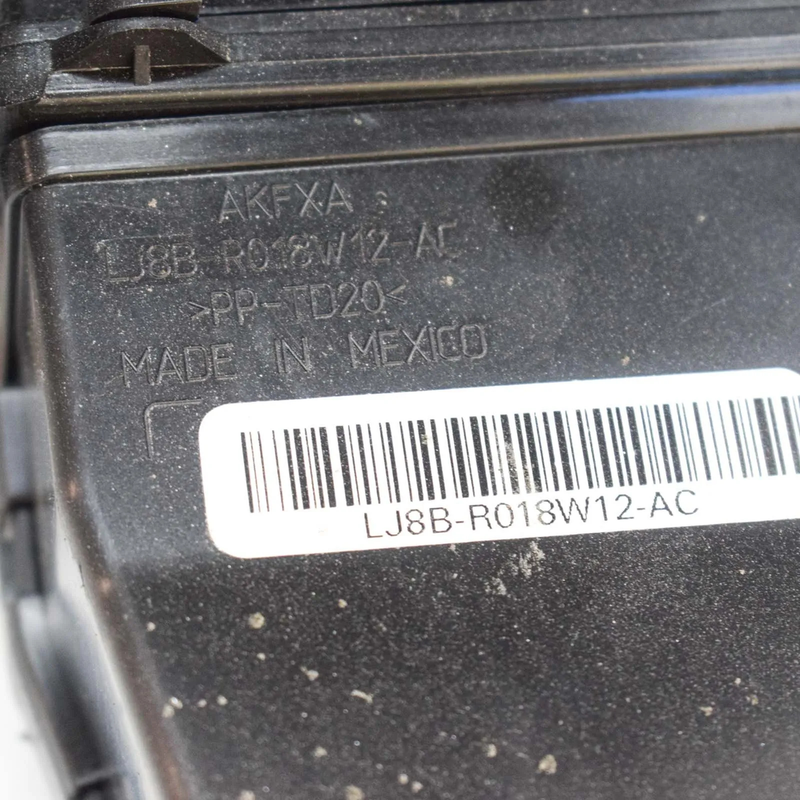 AKFXA
LJ8B-R018W12-AC
>PP-TD20<
MADE IN MEXICO
LJ8B-R018W12-AC